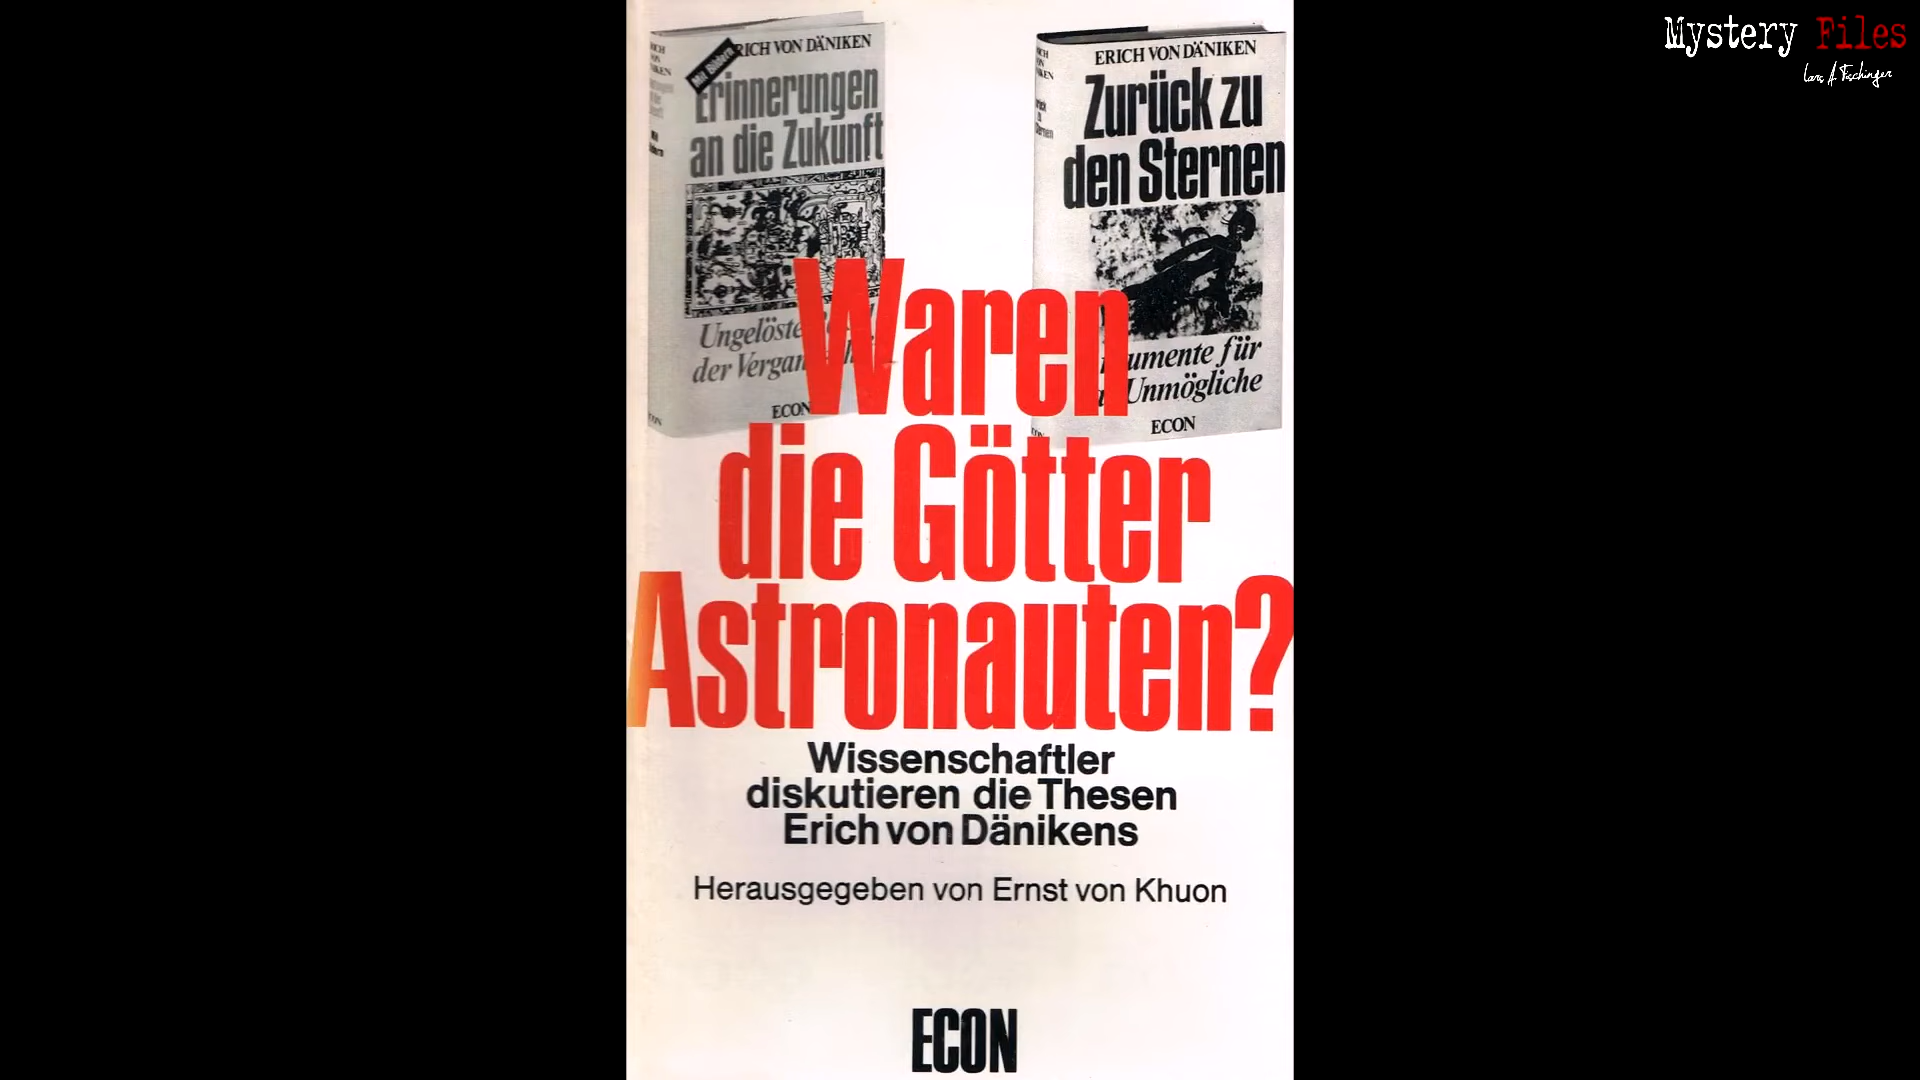 Mystery Files
Lars A. Fischinger
ERICH VON DÄNIKEN
Erinnerungen
an die Zukunft
Ungelöste
der Vergan
ECON
ERICH VON DÄNIKEN
Zurück zu
den Sternen
umente für
Unmögliche
ECON
Waren
die Götter
Astronauten?
Wissenschaftler
diskutieren die Thesen
Erich von Dänikens
Herausgegeben von Ernst von Khuon
ECON